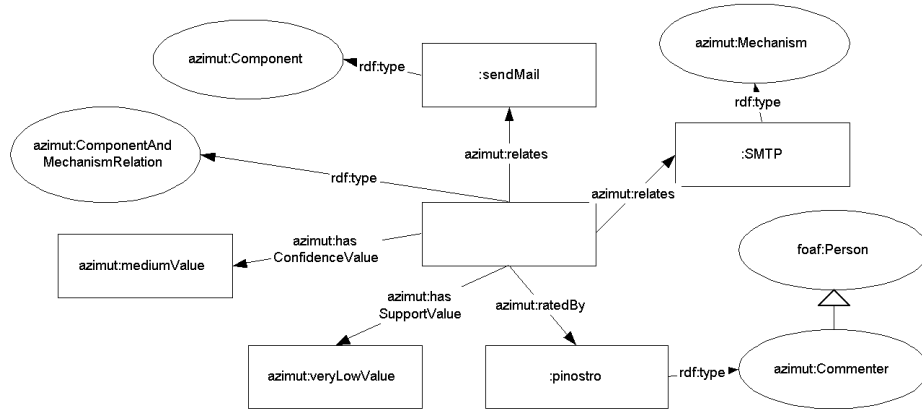 azimut:Component
rdf:type
:sendMail
azimut:Mechanism
rdf:type
:SMTP
azimut:relates
azimut:relates
azimut:ComponentAnd
MechanismRelation
rdf:type
azimut:has
ConfidenceValue
azimut:mediumValue
foaf:Person
azimut:has
SupportValue
azimut:ratedBy
azimut:veryLowValue
:pinostro
rdf:type
azimut:Commenter